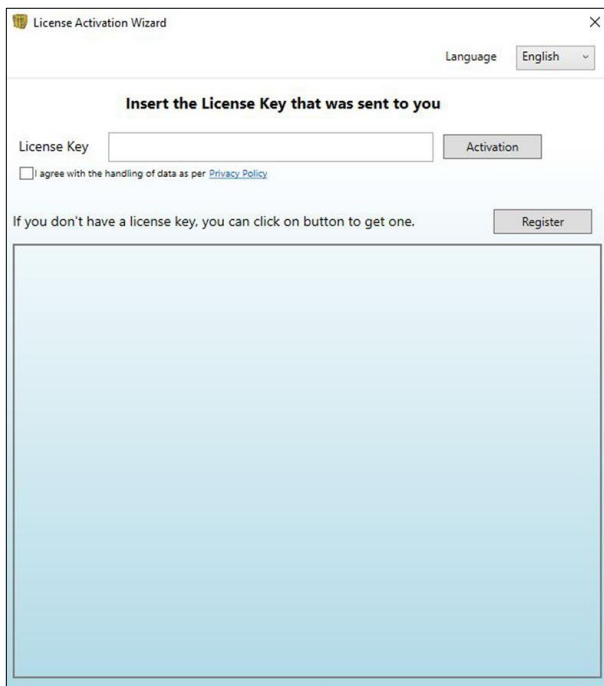 License Activation Wizard
Language English
Insert the License Key that was sent to you
License Key Activation
I agree with the handling of data as per Privacy Policy
If you don't have a license key, you can click on button to get one. Register